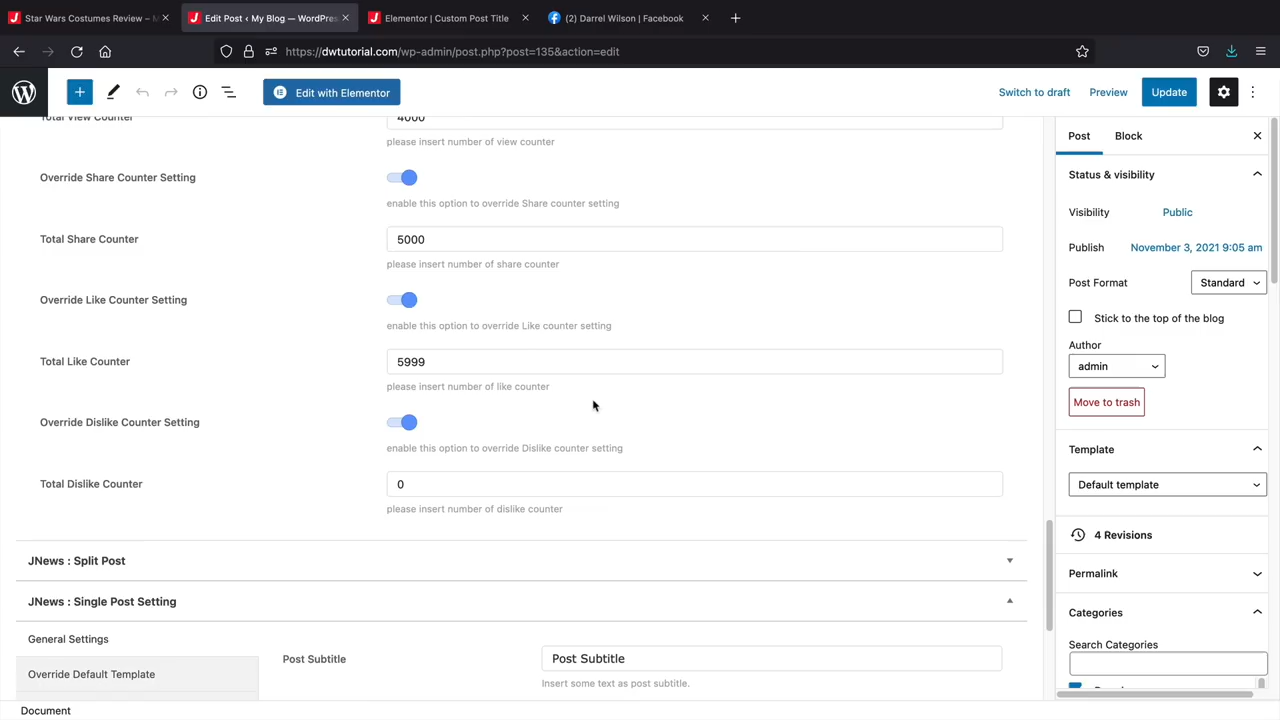 Star Wars Costumes Review –
Edit Post ‹ My Blog — WordPres
Elementor | Custom Post Title
(2) Darrel Wilson | Facebook
https://dwtutorial.com/wp-admin/post.php?post=135&action=edit
Edit with Elementor
Switch to draft
Preview
Update
Total View Counter
4000
please insert number of view counter
Override Share Counter Setting
enable this option to override Share counter setting
Total Share Counter
5000
please insert number of share counter
Override Like Counter Setting
enable this option to override Like counter setting
Total Like Counter
5999
please insert number of like counter
Override Dislike Counter Setting
enable this option to override Dislike counter setting
Total Dislike Counter
0
please insert number of dislike counter
JNews : Split Post
JNews : Single Post Setting
General Settings
Override Default Template
Post Subtitle
Post Subtitle
Insert some text as post subtitle.
Document
Post
Block
Status & visibility
Visibility
Public
Publish
November 3, 2021 9:05 am
Post Format
Standard
Stick to the top of the blog
Author
admin
Move to trash
Template
Default template
4 Revisions
Permalink
Categories
Search Categories